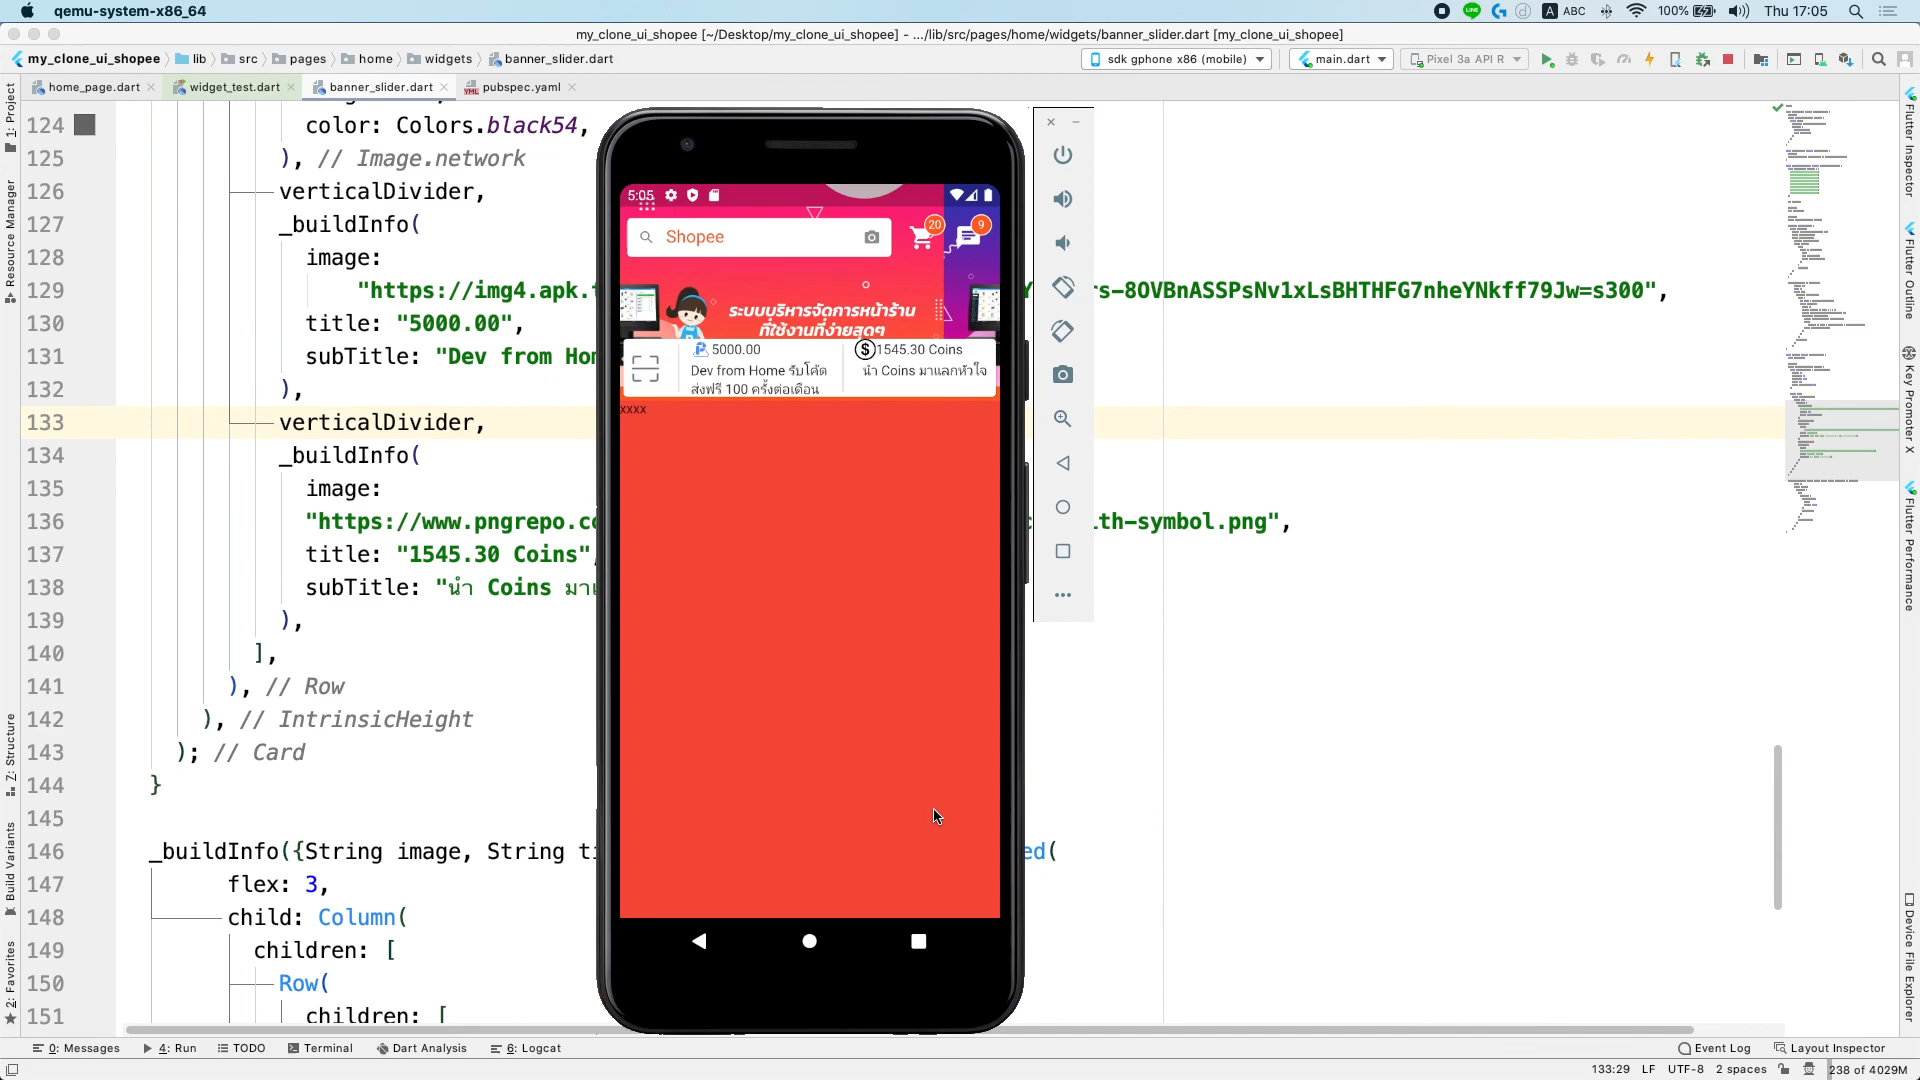 qemu-system-x86_64
ABC
100%
Thu 17:05
my_clone_ui_shopee [~/Desktop/my_clone_ui_shopee] - .../lib/src/pages/home/widgets/banner_slider.dart [my_clone_ui_shopee]
my_clone_ui_shopee
lib
src
pages
home
widgets
banner_slider.dart
sdk gphone x86 (mobile)
main.dart
Pixel 3a API R
home_page.dart
widget_test.dart
banner_slider.dart
pubspec.yaml
1: Project
Resource Manager
Z: Structure
Build Variants
2: Favorites
124 color: Colors.black54,
125 ), // Image.network
126 verticalDivider,
127 _buildInfo(
128 image:
129 "https://img4.apk. rs-8OVBnASSPsNv1xLsBHTHFG7nheYNkff79Jw=s300",
130 title: "5000.00",
131 subTitle: "Dev from Ho
132 ),
133 verticalDivider,
134 _buildInfo(
135 image:
136 "https://www.pngrepo.c th-symbol.png",
137 title: "1545.30 Coins",
138 subTitle: "นำ Coins มา
139 ),
140 ],
141 ), // Row
142 ), // IntrinsicHeight
143 ); // Card
144 }
145
146 _buildInfo({String image, String ti ed(
147 flex: 3,
148 child: Column(
149 children: [
150 Row(
151 children: [
5:05
Shopee
20
9
ระบบบริหารจัดการหน้าร้าน
ที่ใช้งานที่ง่ายสุดๆ
5000.00
Dev from Home รับโค้ด
ส่งฟรี 100 ครั้งต่อเดือน
$
1545.30 Coins
นำ Coins มาแลกหัวใจ
xxxx
Flutter Inspector
Flutter Outline
Key Promoter X
Flutter Performance
Device File Explorer
0: Messages
4: Run
TODO
Terminal
Dart Analysis
6: Logcat
Event Log
Layout Inspector
133:29
LF
UTF-8
2 spaces
238 of 4029M